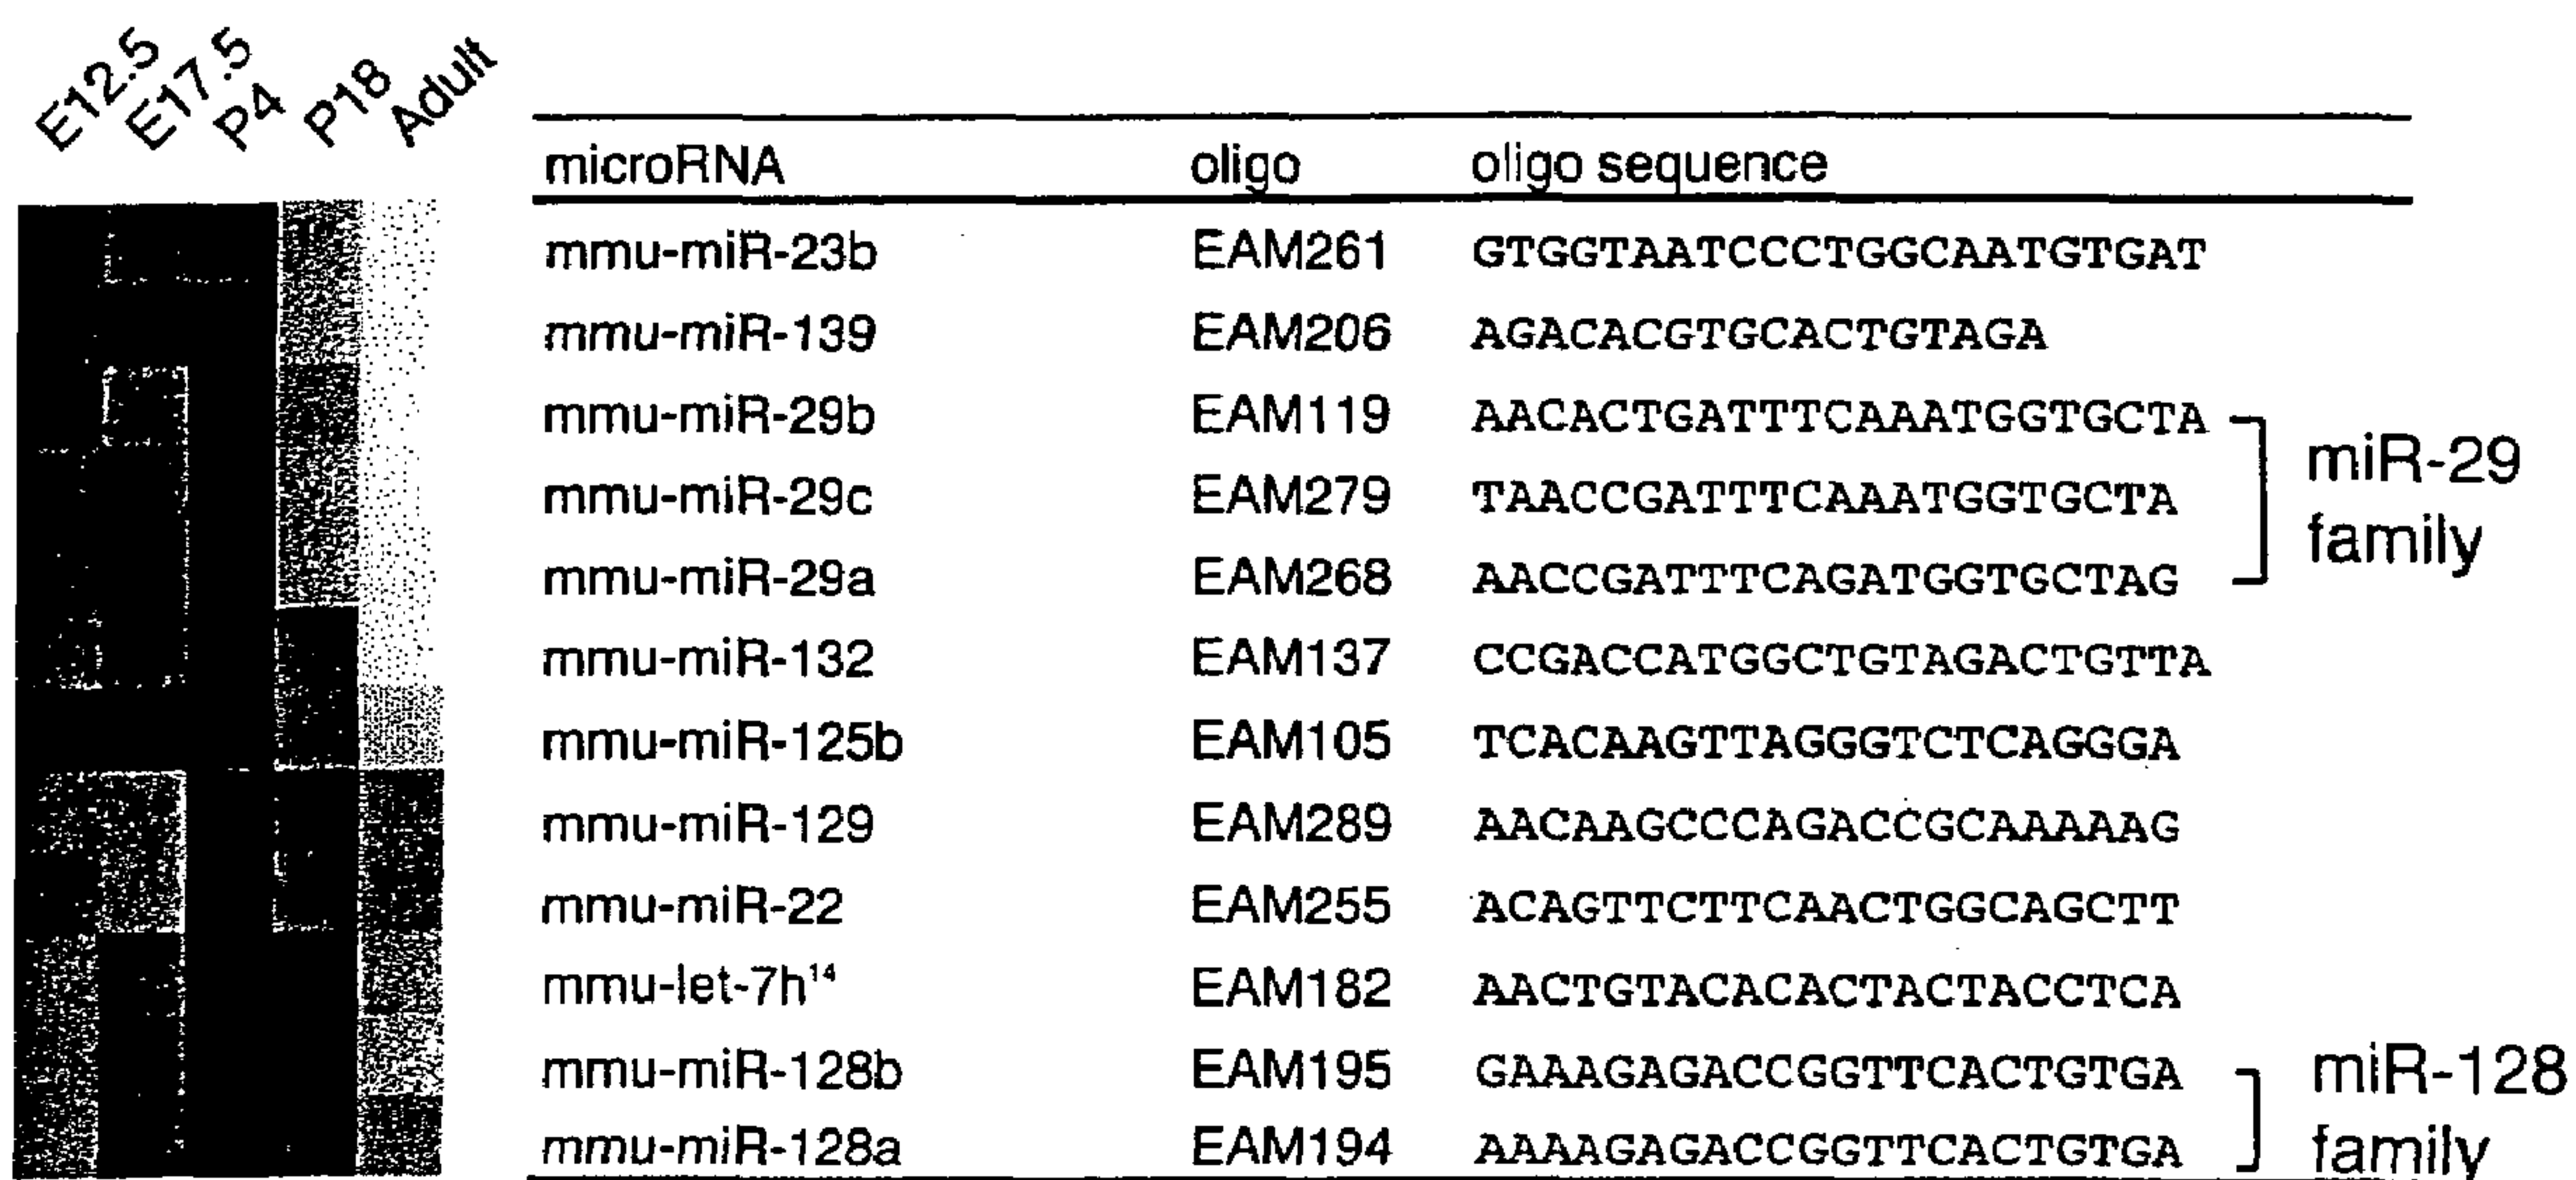 E12.5 E17.5 P4 P18 Adult
microRNA oligo oligo sequence
mmu-miR-23b EAM261 GTGGTAATCCCTGGCAATGTGAT
mmu-miR-139 EAM206 AGACACGTGCACTGTAGA
mmu-miR-29b EAM119 AACACTGATTTCAAATGGTGCTA
mmu-miR-29c EAM279 TAACCGATTTCAAATGGTGCTA
mmu-miR-29a EAM268 AACCGATTTCAGATGGTGCTAG
miR-29
family
mmu-miR-132 EAM137 CCGACCATGGCTGTAGACTGTTA
mmu-miR-125b EAM105 TCACAAGTTAGGGTCTCAGGGA
mmu-miR-129 EAM289 AACAAGCCCAGACCGCAAAAAG
mmu-miR-22 EAM255 ACAGTTCTTCAACTGGCAGCTT
mmu-let-7h¹⁴ EAM182 AACTGTACACACTACTACCTCA
mmu-miR-128b EAM195 GAAAGAGACCGGTTCACTGTGA
mmu-miR-128a EAM194 AAAAGAGACCGGTTCACTGTGA
miR-128
family